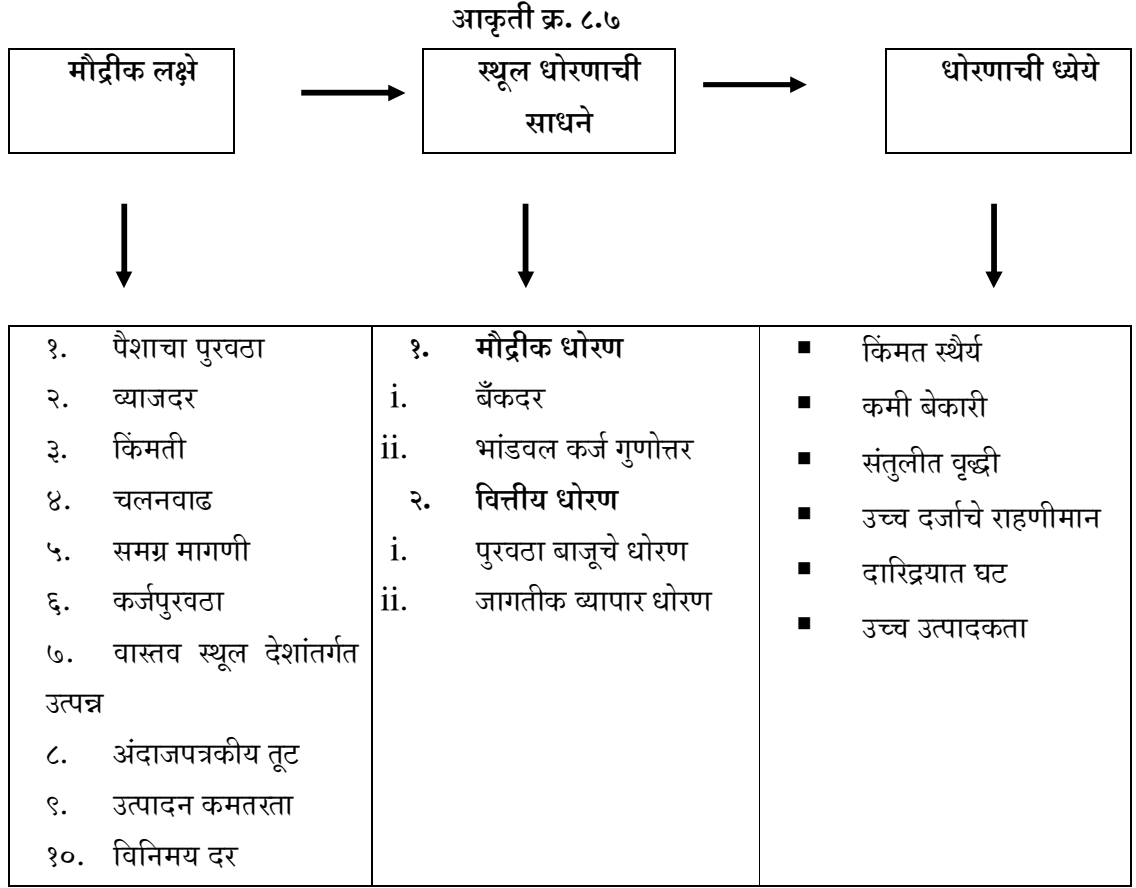 आकृती क्र. ८.७
मौद्रीक लक्षे
स्थूल धोरणाची
साधने
धोरणाची ध्येये
१. पैशाचा पुरवठा
२. व्याजदर
३. किंमती
४. चलनवाढ
५. समग्र मागणी
६. कर्जपुरवठा
७. वास्तव स्थूल देशांतर्गत
उत्पन्न
८. अंदाजपत्रकीय तूट
९. उत्पादन कमतरता
१०. विनिमय दर
१. मौद्रीक धोरण
i. बँकदर
ii. भांडवल कर्ज गुणोत्तर
२. वित्तीय धोरण
i. पुरवठा बाजूचे धोरण
ii. जागतीक व्यापार धोरण
▪ किंमत स्थैर्य
▪ कमी बेकारी
▪ संतुलीत वृद्धी
▪ उच्च दर्जाचे राहणीमान
▪ दारिद्रयात घट
▪ उच्च उत्पादकता